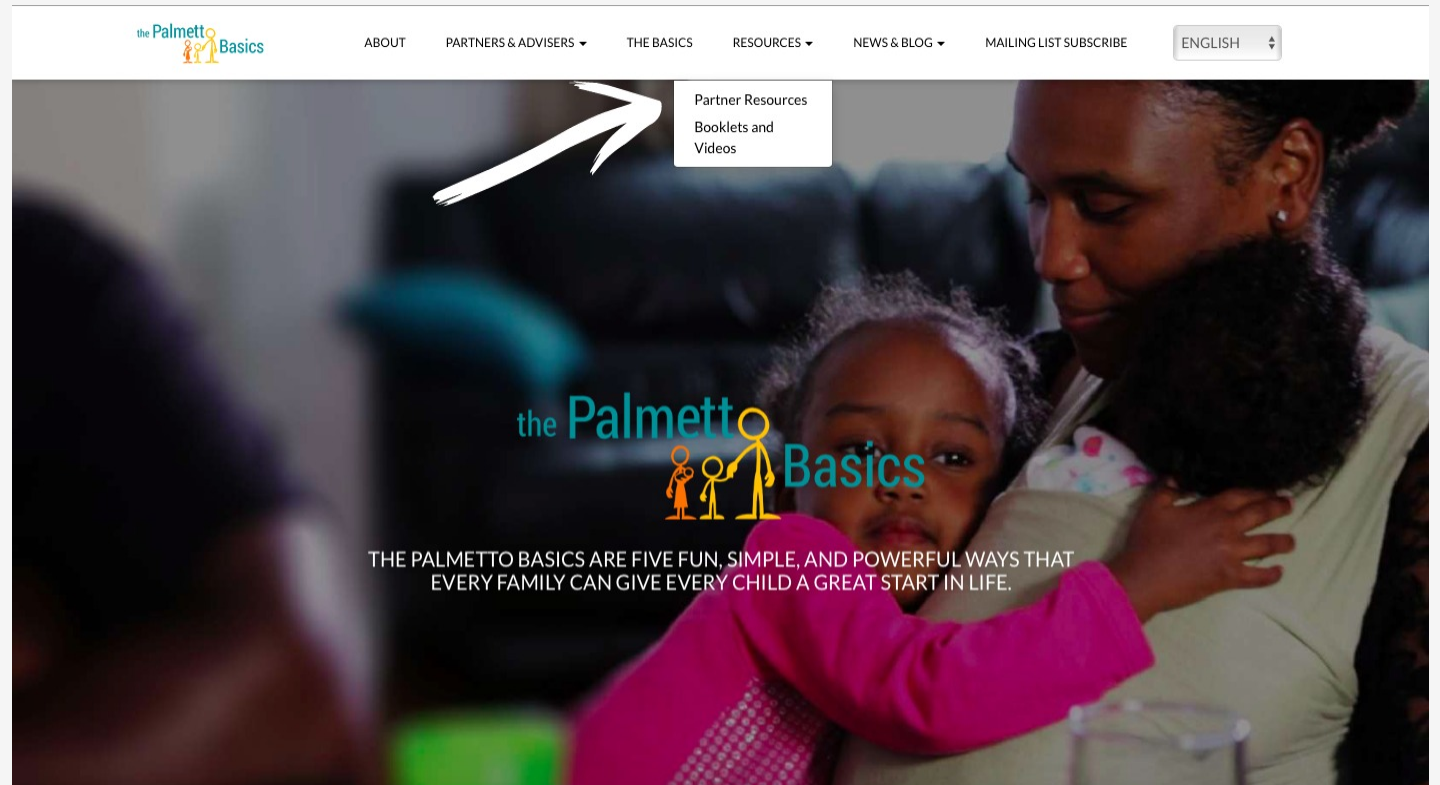 the Palmetto Basics
ABOUT
PARTNERS & ADVISERS
THE BASICS
RESOURCES
NEWS & BLOG
MAILING LIST SUBSCRIBE
ENGLISH
Partner Resources
Booklets and
Videos
the Palmetto
Basics
THE PALMETTO BASICS ARE FIVE FUN, SIMPLE, AND POWERFUL WAYS THAT
EVERY FAMILY CAN GIVE EVERY CHILD A GREAT START IN LIFE.